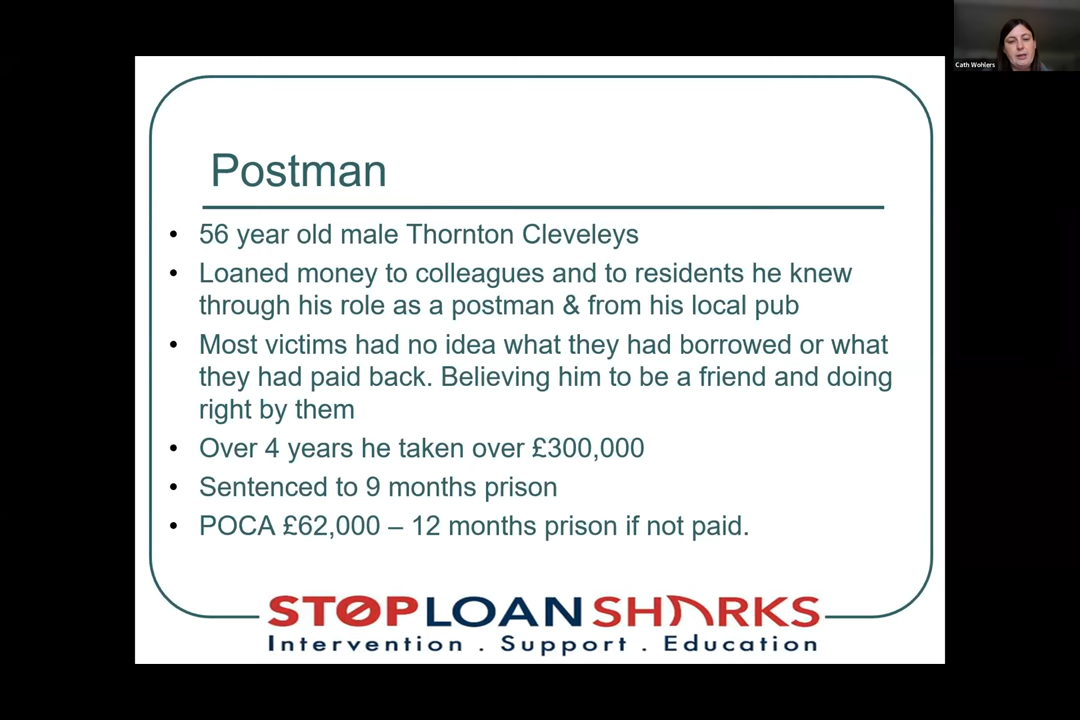 Cath Wohlers
Postman
• 56 year old male Thornton Cleveleys
• Loaned money to colleagues and to residents he knew
through his role as a postman & from his local pub
• Most victims had no idea what they had borrowed or what
they had paid back. Believing him to be a friend and doing
right by them
• Over 4 years he taken over £300,000
• Sentenced to 9 months prison
• POCA £62,000 – 12 months prison if not paid.
STOP LOAN SHARKS
Intervention . Support . Education